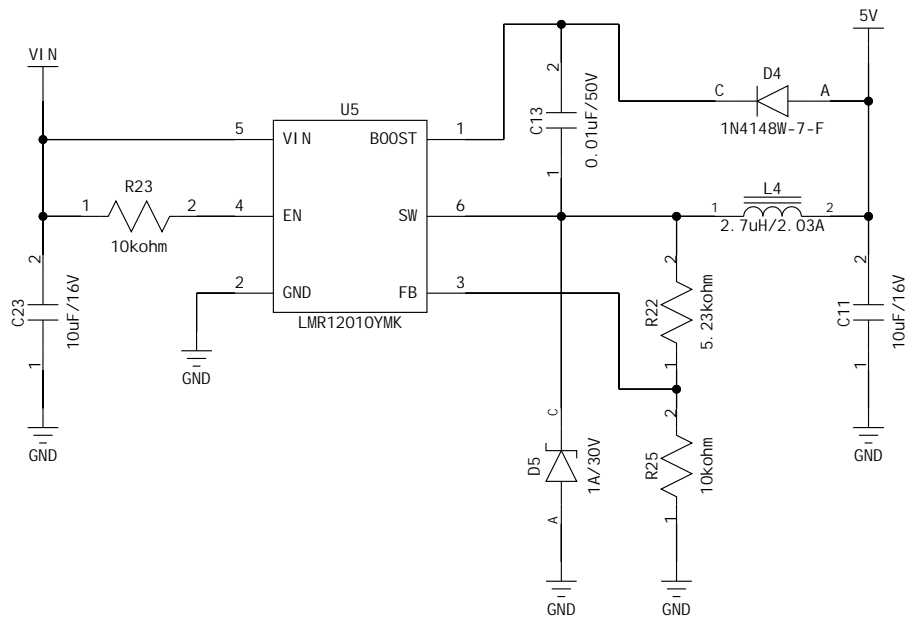 VIN
5V
2
D4
C
A
C13
0.01uF/50V
1N4148W-7-F
U5
5
VIN
BOOST
1
1
R23
1
2
4
EN
SW
6
L4
1
2
10kohm
2.7uH/2.03A
2
C23
10uF/16V
1
2
GND
FB
3
LMR12010YMK
GND
2
R22
5.23kohm
1
2
C11
10uF/16V
1
GND
C
D5
1A/30V
A
2
R25
10kohm
1
GND
GND
GND